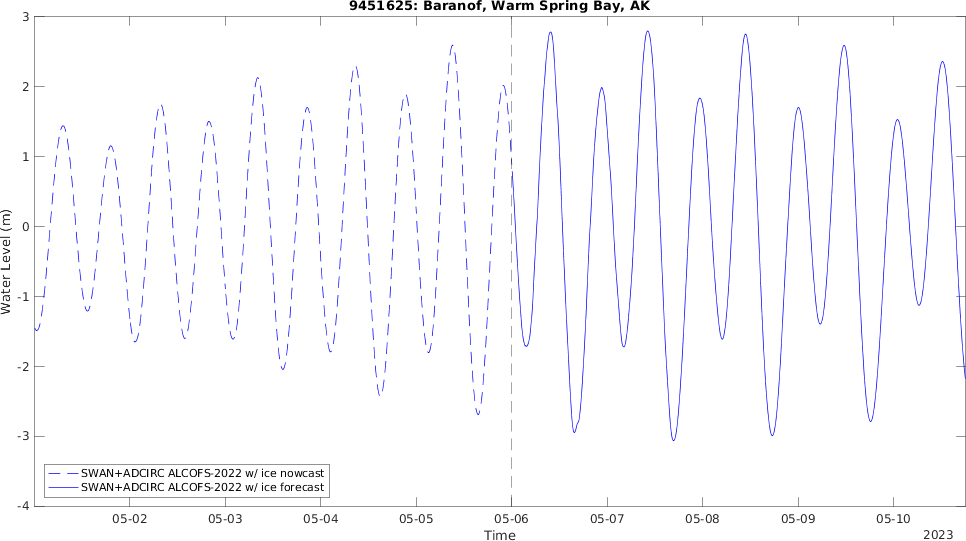 9451625: Baranof, Warm Spring Bay, AK
3
2
1
0
-1
-2
-3
-4
Water Level (m)
SWAN+ADCIRC ALCOFS-2022 w/ ice nowcast
SWAN+ADCIRC ALCOFS-2022 w/ ice forecast
05-02 05-03 05-04 05-05 05-06 05-07 05-08 05-09 05-10
Time
2023